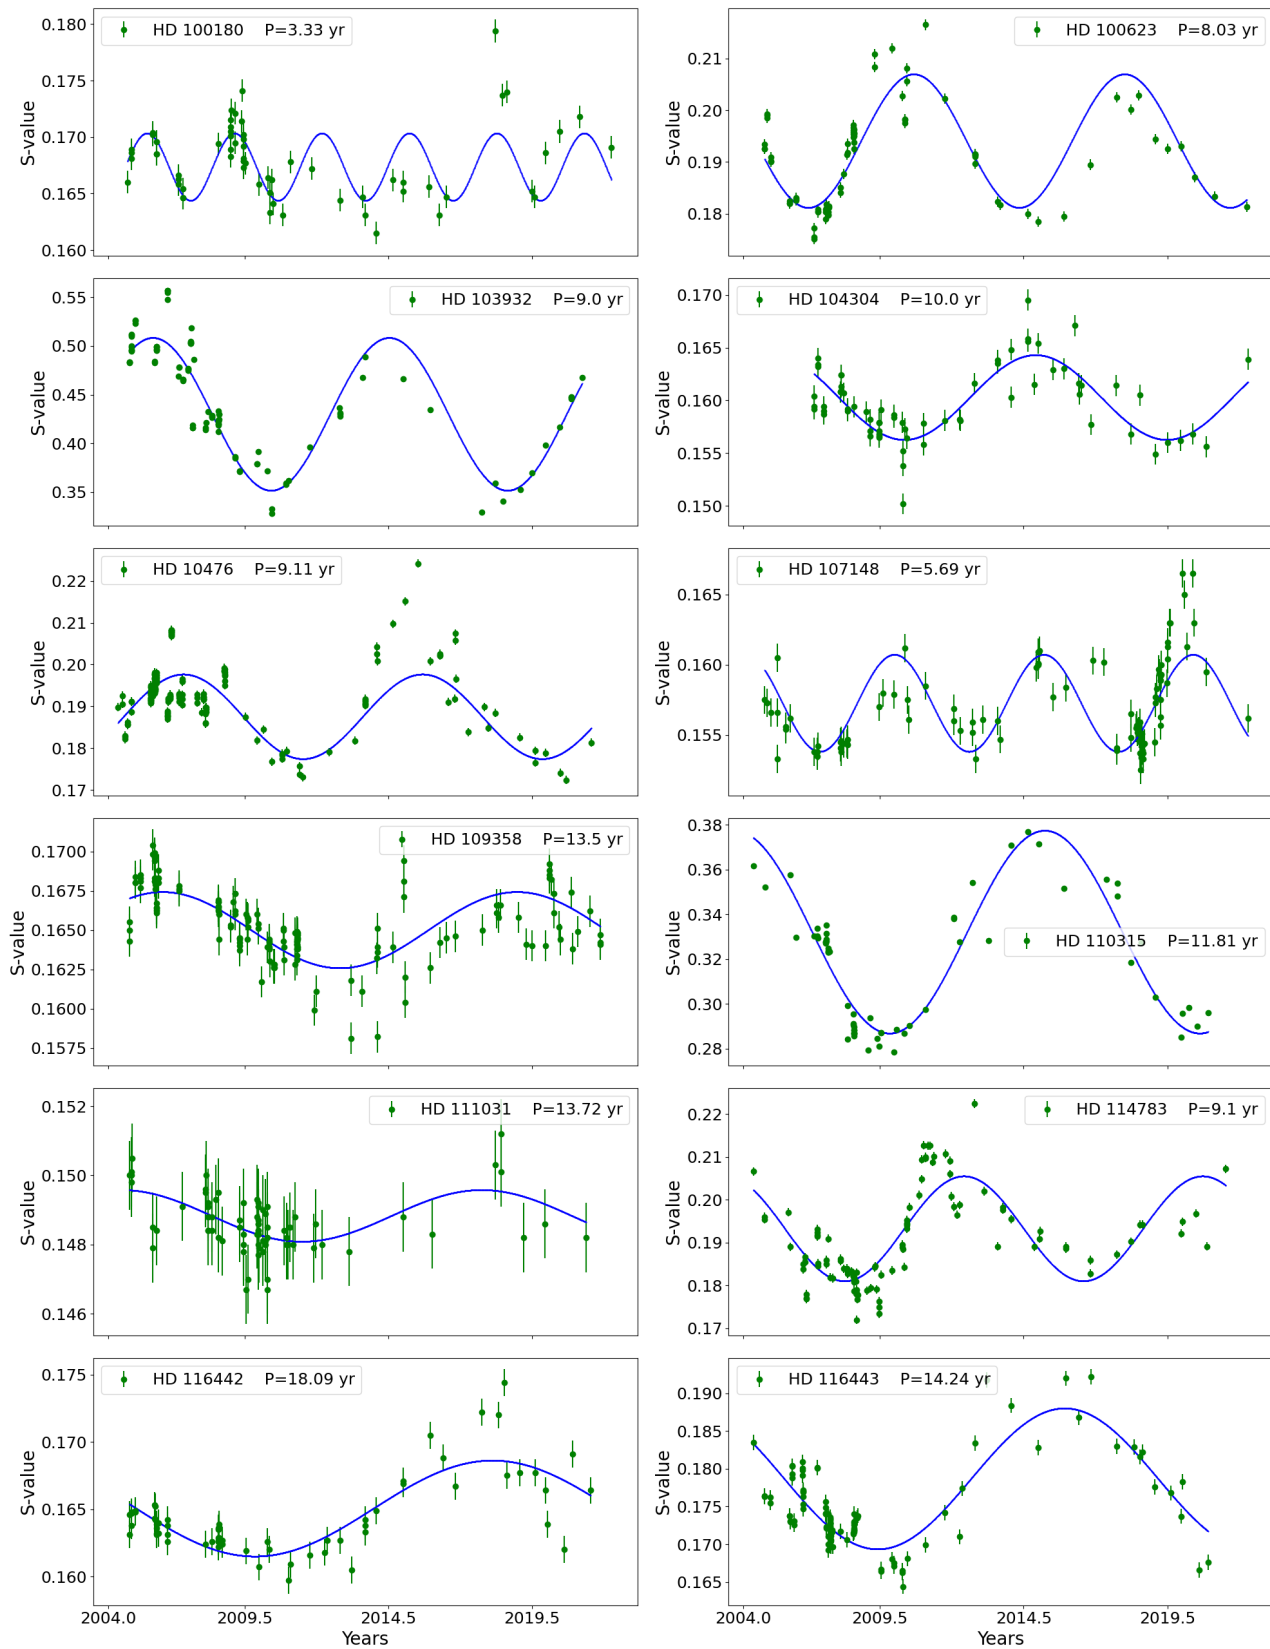 HD 100180 P=3.33 yr
0.180
0.175
0.170
0.165
0.160
S-value
HD 100623 P=8.03 yr
0.21
0.20
0.19
0.18
S-value
HD 103932 P=9.0 yr
0.55
0.50
0.45
0.40
0.35
S-value
HD 104304 P=10.0 yr
0.170
0.165
0.160
0.155
0.150
S-value
HD 10476 P=9.11 yr
0.22
0.21
0.20
0.19
0.18
0.17
S-value
HD 107148 P=5.69 yr
0.165
0.160
0.155
S-value
HD 109358 P=13.5 yr
0.1700
0.1675
0.1650
0.1625
0.1600
0.1575
S-value
HD 110315 P=11.81 yr
0.38
0.36
0.34
0.32
0.30
0.28
S-value
HD 111031 P=13.72 yr
0.152
0.150
0.148
0.146
S-value
HD 114783 P=9.1 yr
0.22
0.21
0.20
0.19
0.18
0.17
S-value
HD 116442 P=18.09 yr
0.175
0.170
0.165
0.160
S-value
2004.0 2009.5 2014.5 2019.5
Years
HD 116443 P=14.24 yr
0.190
0.185
0.180
0.175
0.170
0.165
S-value
2004.0 2009.5 2014.5 2019.5
Years